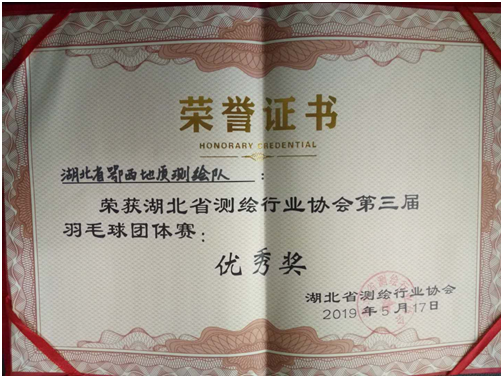 荣誉证书
HONORARY CREDENTIAL
湖北省鄂西地质测绘队：
荣获湖北省测绘行业协会第三届
羽毛球团体赛：
优秀奖
湖北省测绘行业协会
2019年5月17日